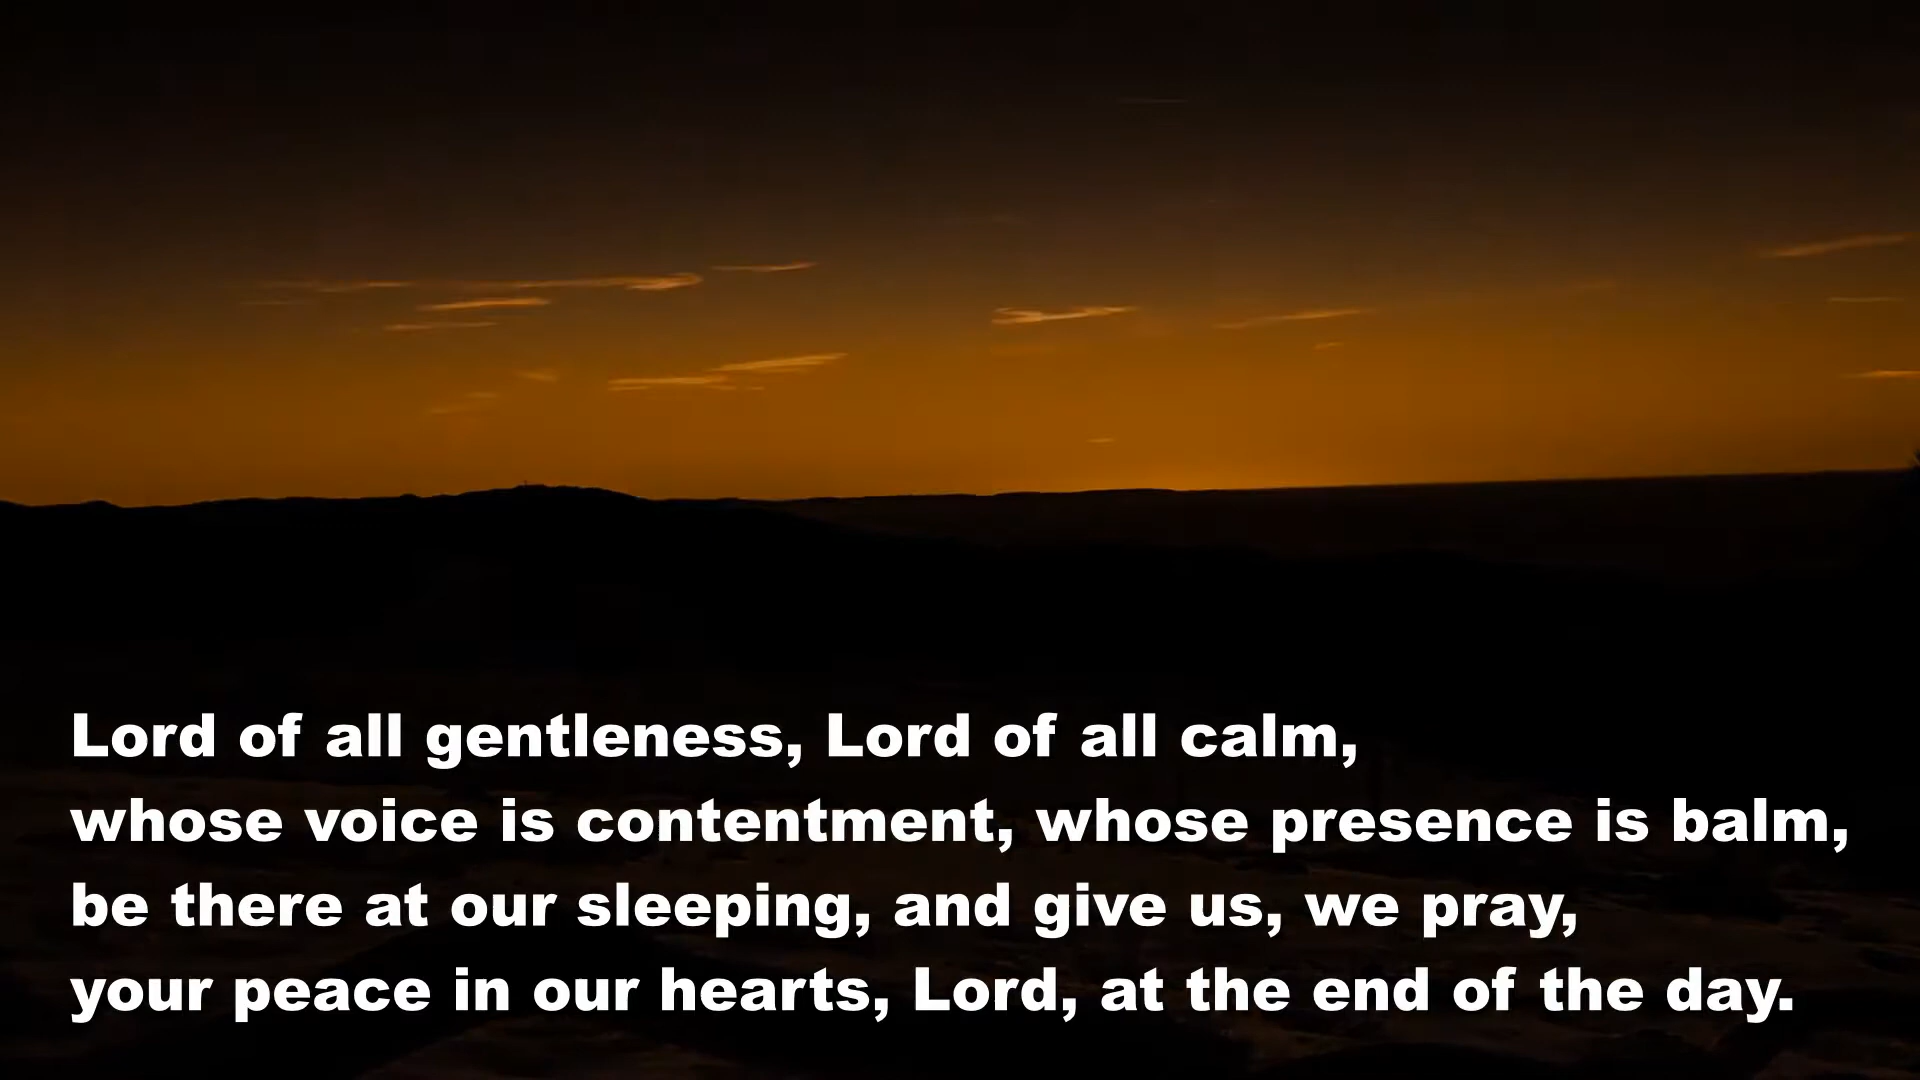 Lord of all gentleness, Lord of all calm,
whose voice is contentment, whose presence is balm,
be there at our sleeping, and give us, we pray,
your peace in our hearts, Lord, at the end of the day.